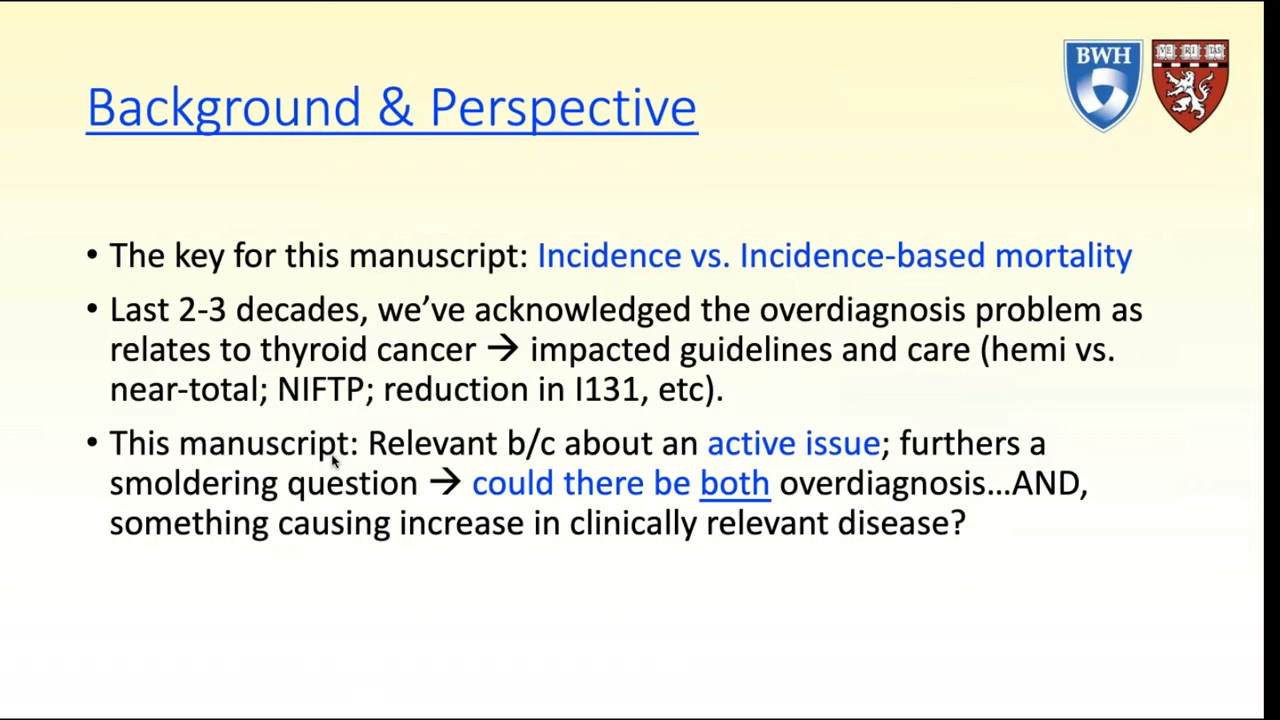 BWH
VE RI TAS
Background & Perspective
• The key for this manuscript: Incidence vs. Incidence-based mortality
• Last 2-3 decades, we’ve acknowledged the overdiagnosis problem as
relates to thyroid cancer → impacted guidelines and care (hemi vs.
near-total; NIFTP; reduction in I131, etc).
• This manuscript: Relevant b/c about an active issue; furthers a
smoldering question → could there be both overdiagnosis…AND,
something causing increase in clinically relevant disease?